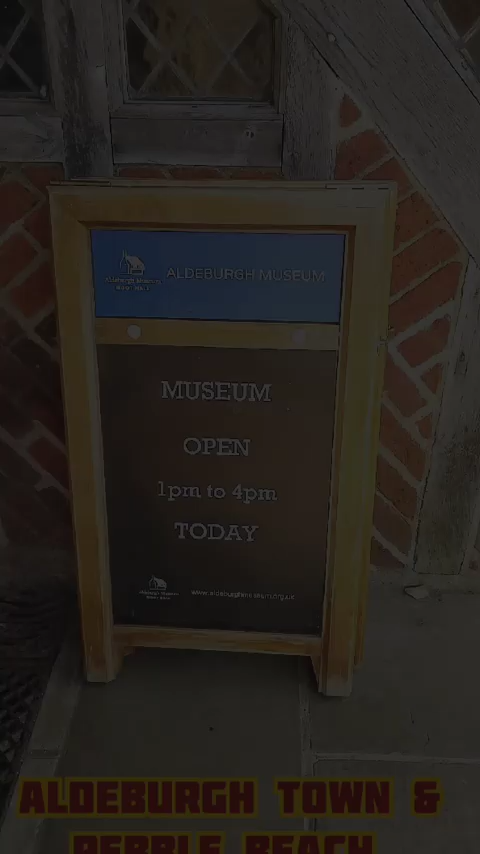 ALDEBURGH MUSEUM
MUSEUM
OPEN
1pm to 4pm
TODAY
ALDEBURGH TOWN &
PEBBLE BEACH